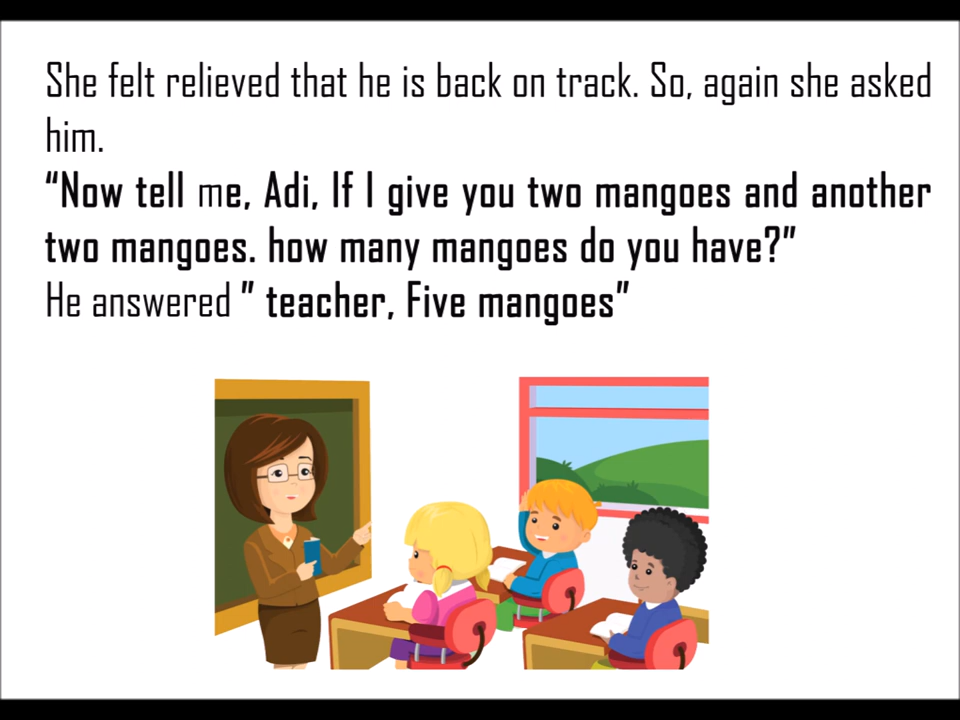 She felt relieved that he is back on track. So, again she asked
him.
“Now tell me, Adi, If I give you two mangoes and another
two mangoes. how many mangoes do you have?”
He answered ” teacher, Five mangoes”